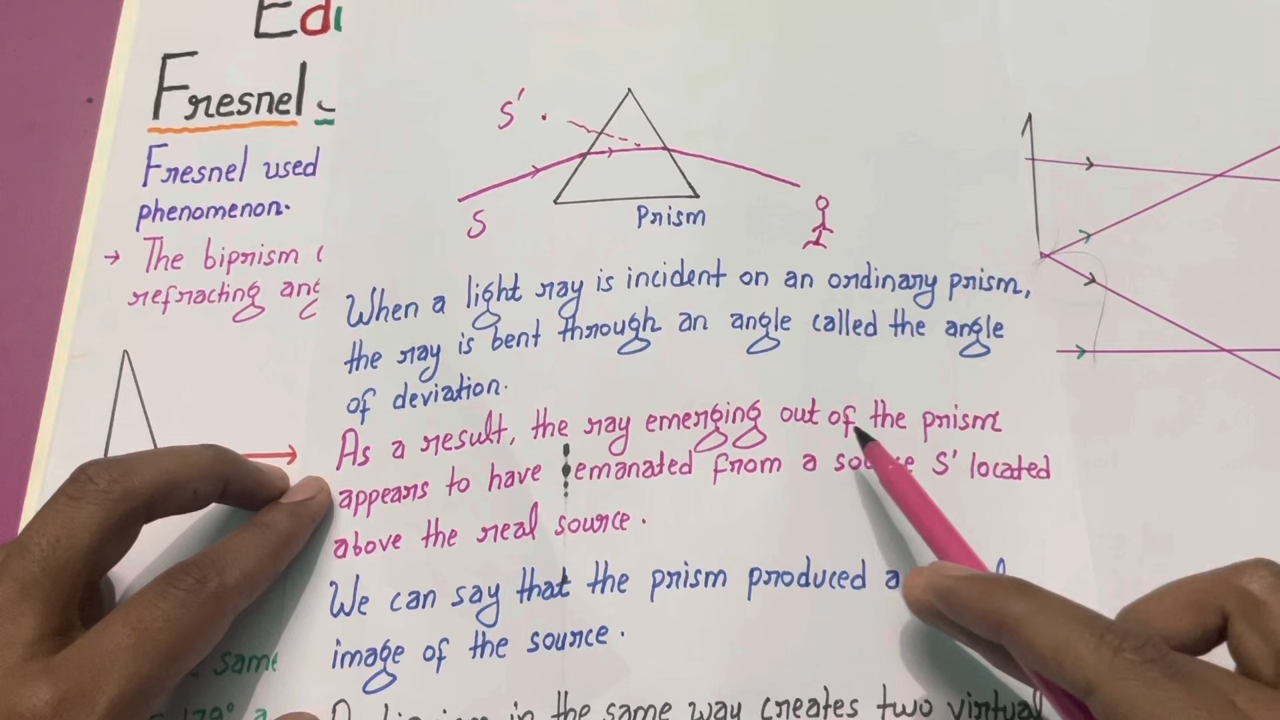 Fresnel
Fresnel used
phenomenon.
→ The biprism
refracting
same
S'
S
Prism
When a light ray is incident on an ordinary prism,
the ray is bent through an angle called the angle
of deviation.
As a result, the ray emerging out of the prism
appears to have emanated from a source S' located
above the real source.
We can say that the prism produced a
image of the source.
in the same way creates two virtual